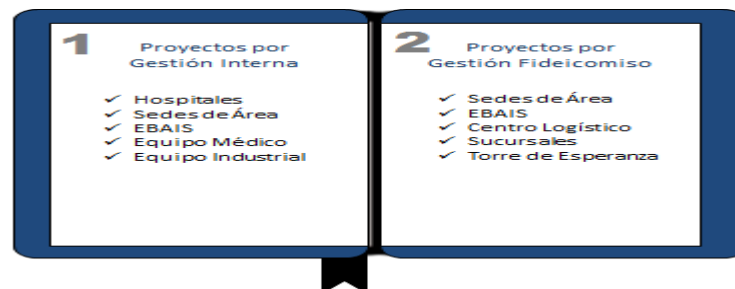 1
Proyectos por
Gestión Interna
✓ Hospitales
✓ Sedes de Área
✓ EBAIS
✓ Equipo Médico
✓ Equipo Industrial
2
Proyectos por
Gestión Fideicomiso
✓ Sedes de Área
✓ EBAIS
✓ Centro Logístico
✓ Sucursales
✓ Torre de Esperanza